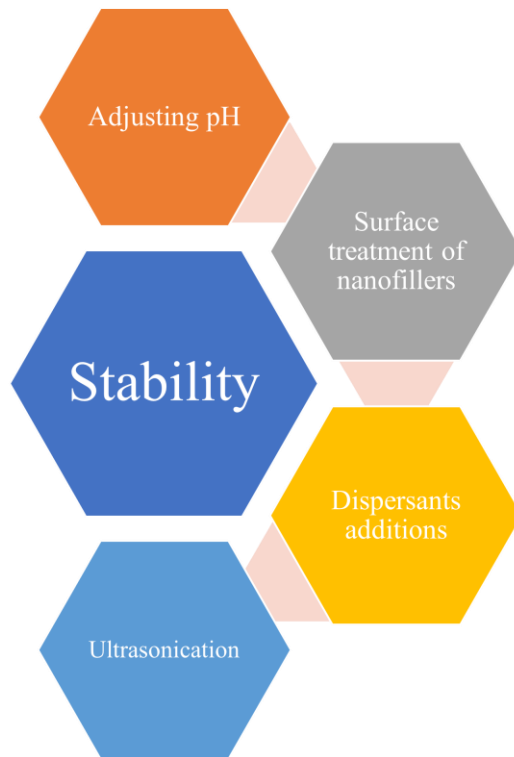 Adjusting pH
Surface
treatment of
nanofillers
Stability
Dispersants
additions
Ultrasonication